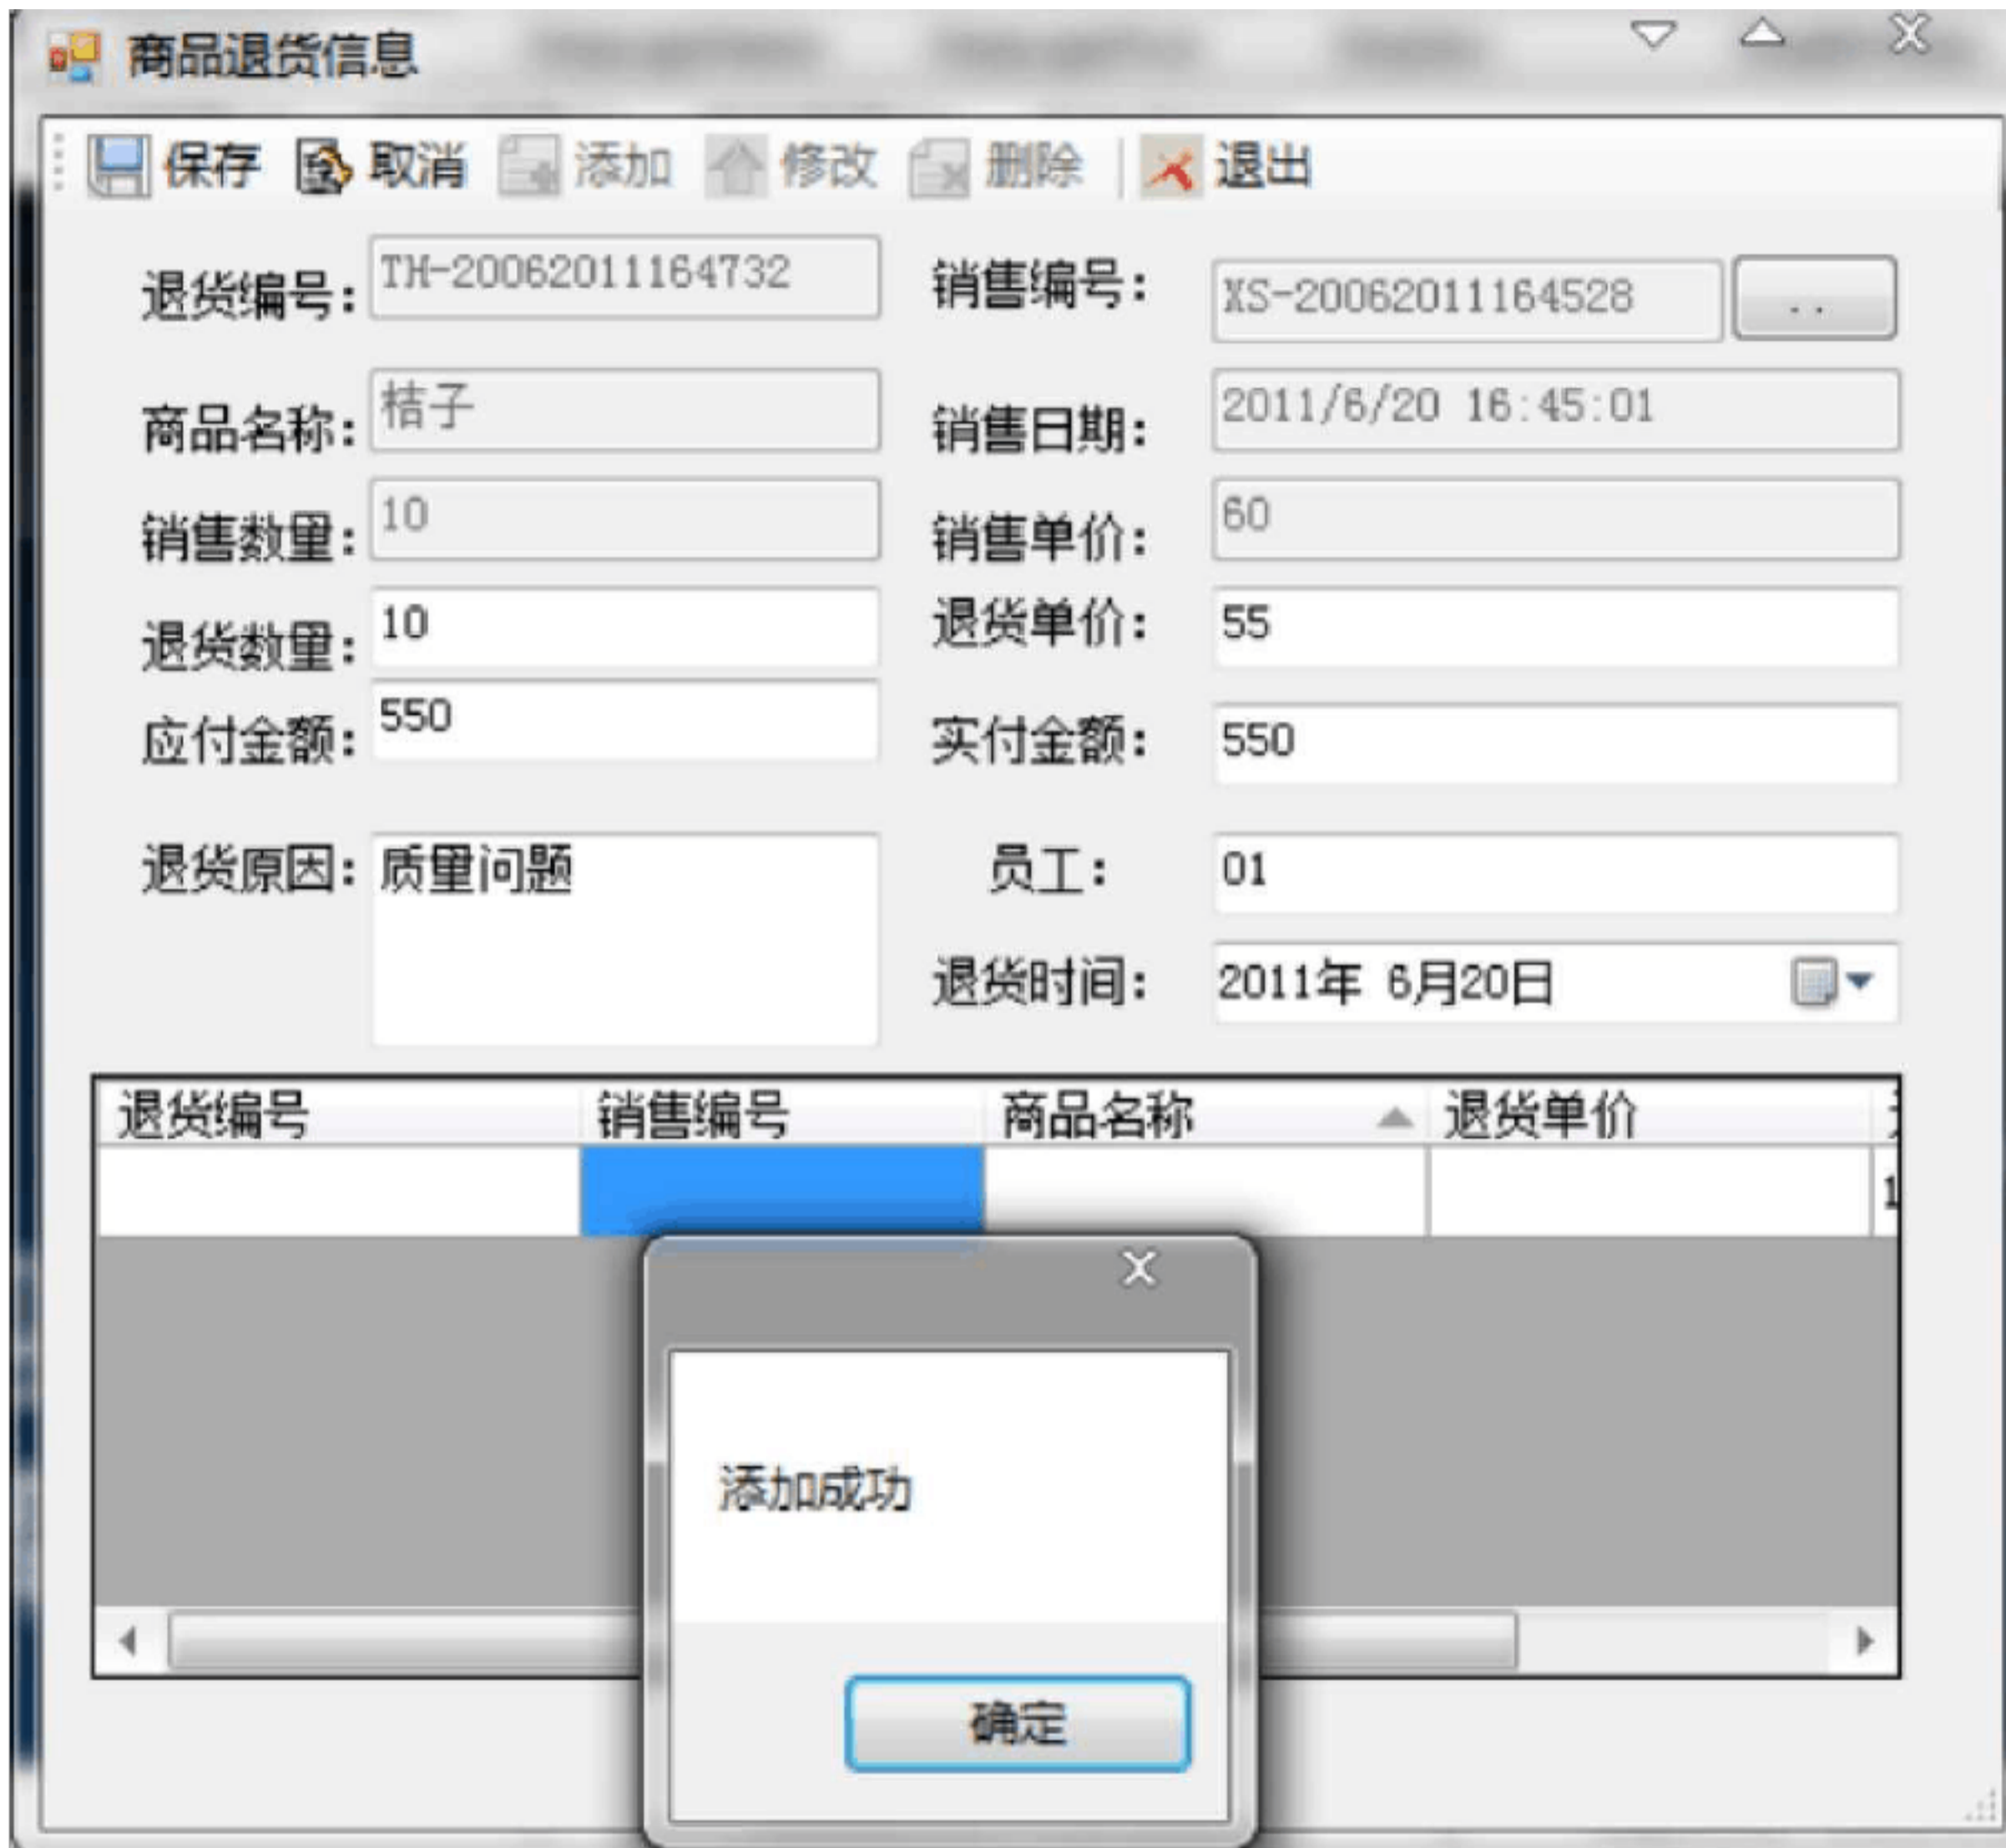 商品退货信息
保存 取消 添加 修改 删除 退出
退货编号: TH-20062011164732 销售编号: XS-20062011164528 ..
商品名称: 桔子 销售日期: 2011/6/20 16:45:01
销售数量: 10 销售单价: 60
退货数量: 10 退货单价: 55
应付金额: 550 实付金额: 550
退货原因: 质量问题 员工: 01
退货时间: 2011年 6月20日
退货编号 销售编号 商品名称 退货单价
1
添加成功
确定